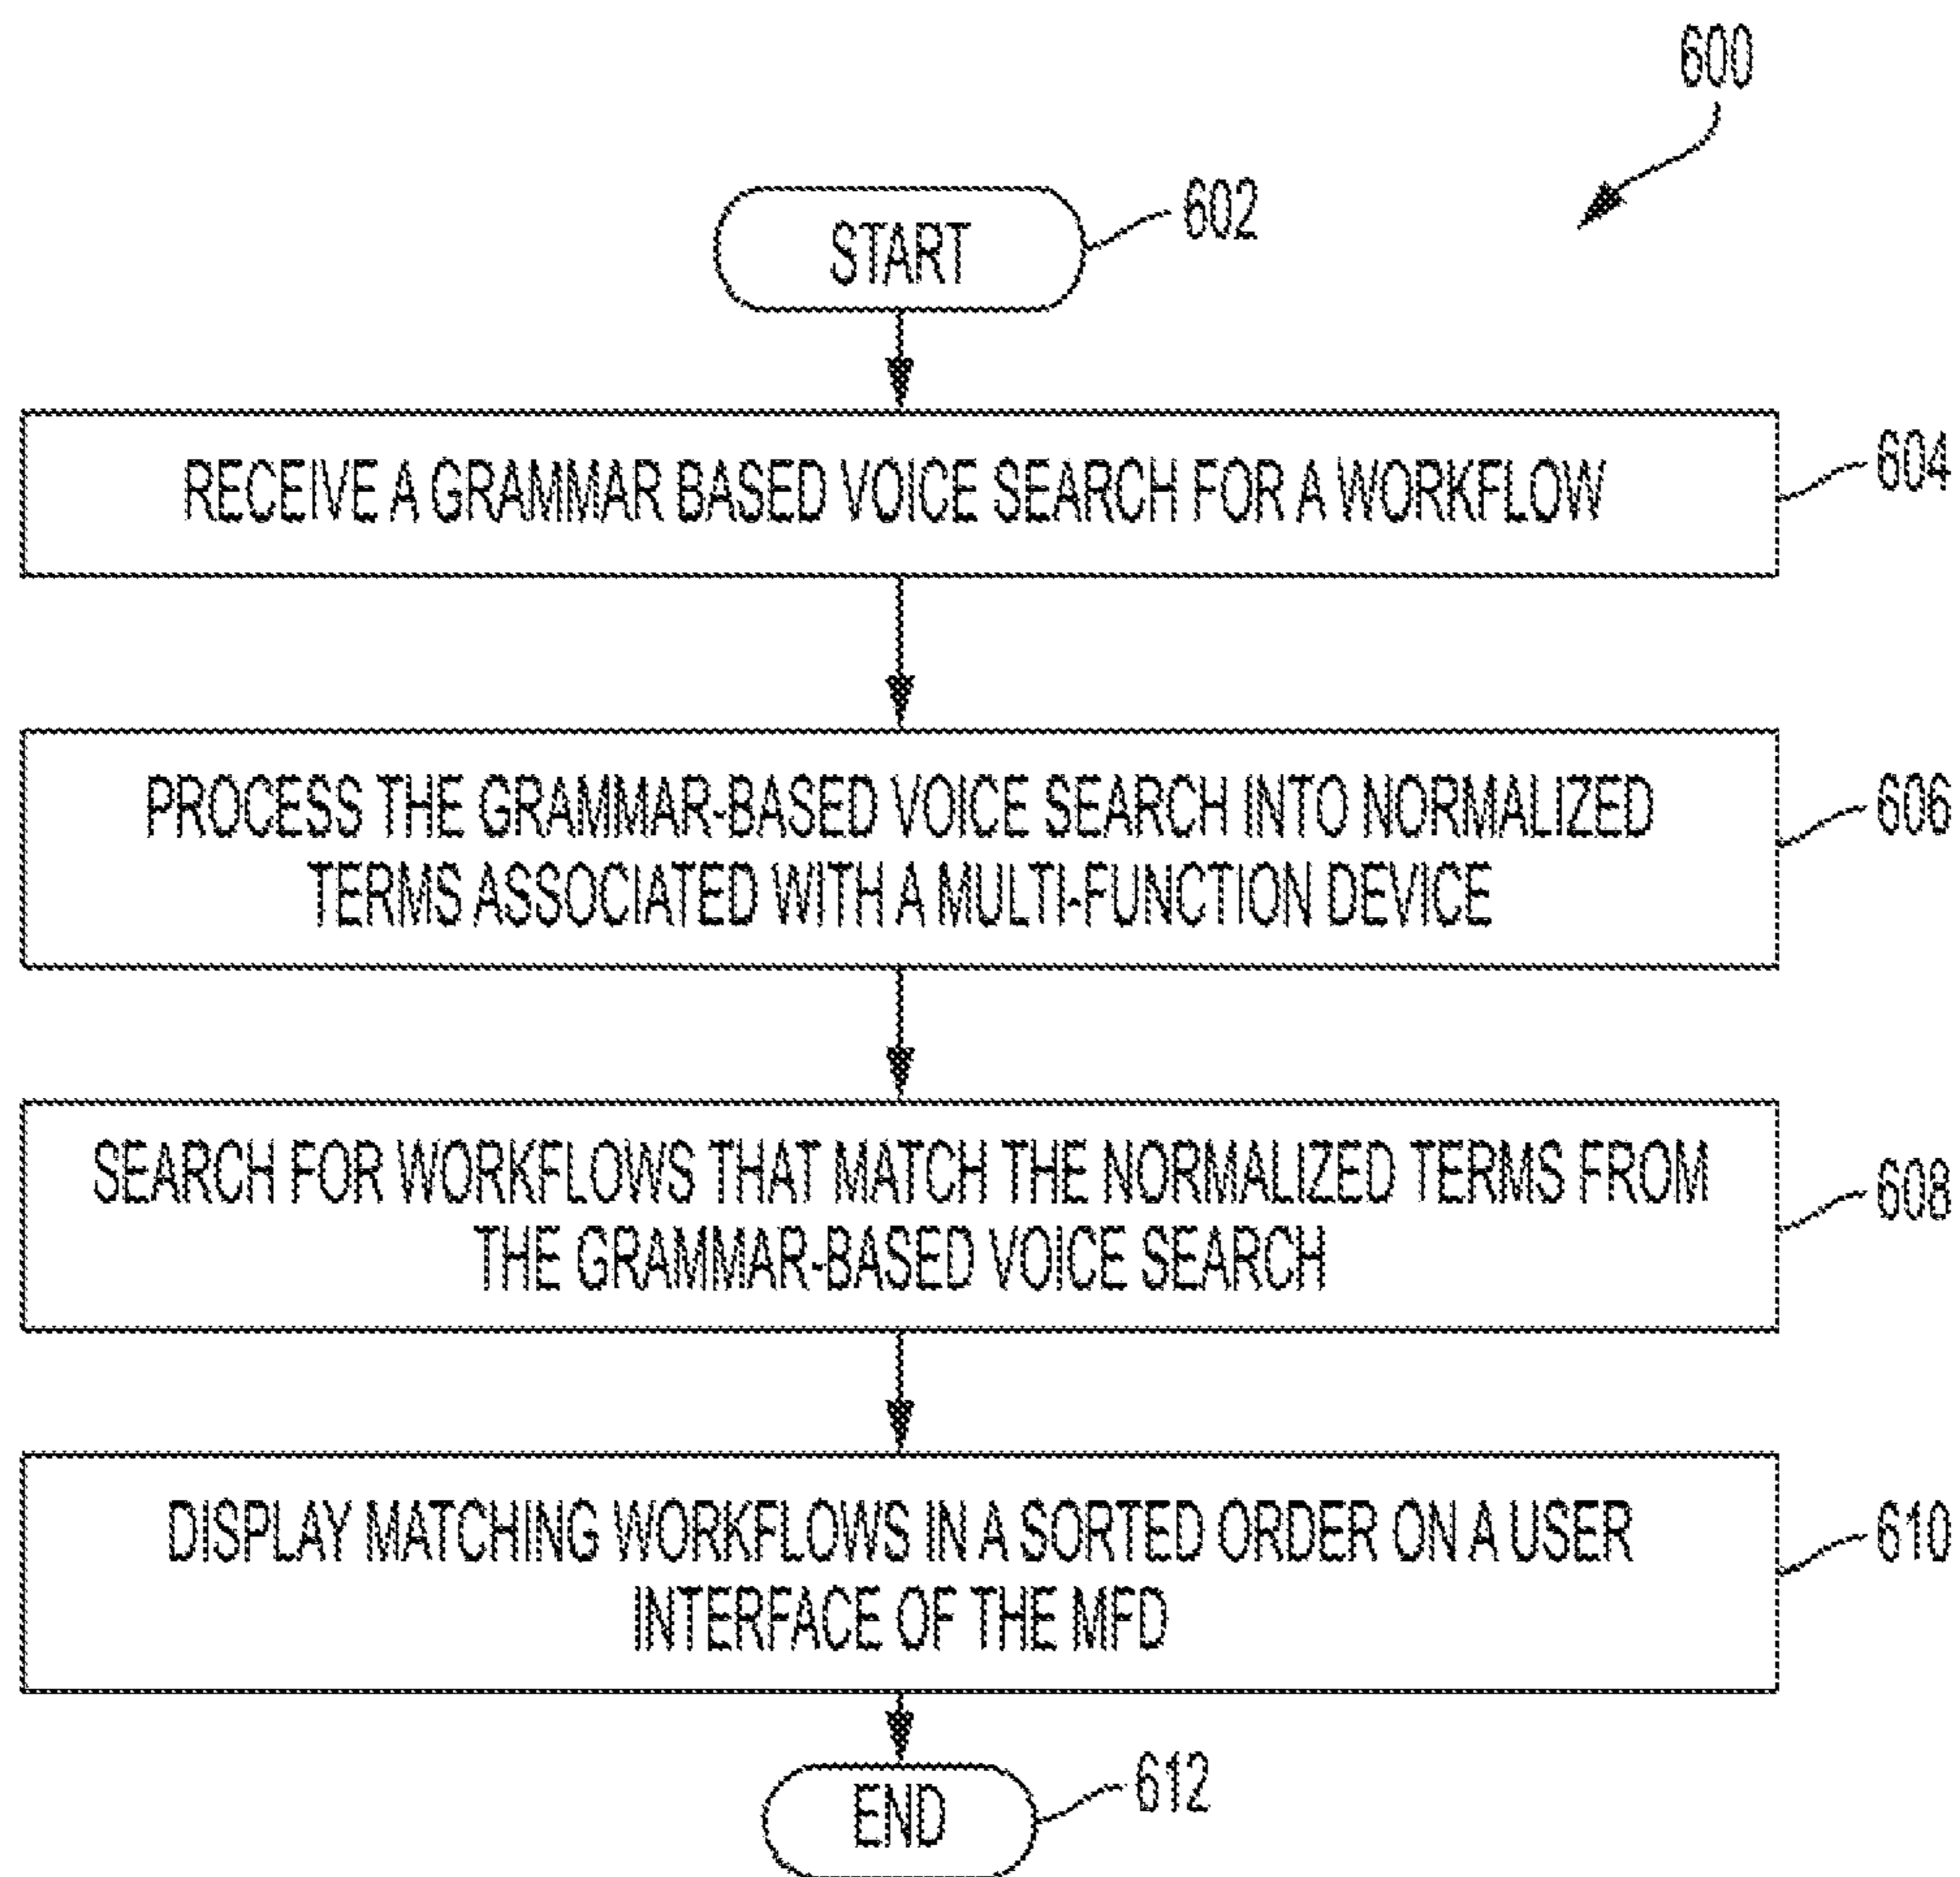 600
START
602
RECEIVE A GRAMMAR BASED VOICE SEARCH FOR A WORKFLOW
604
PROCESS THE GRAMMAR-BASED VOICE SEARCH INTO NORMALIZED
TERMS ASSOCIATED WITH A MULTI-FUNCTION DEVICE
606
SEARCH FOR WORKFLOWS THAT MATCH THE NORMALIZED TERMS FROM
THE GRAMMAR-BASED VOICE SEARCH
608
DISPLAY MATCHING WORKFLOWS IN A SORTED ORDER ON A USER
INTERFACE OF THE MFD
610
END
612